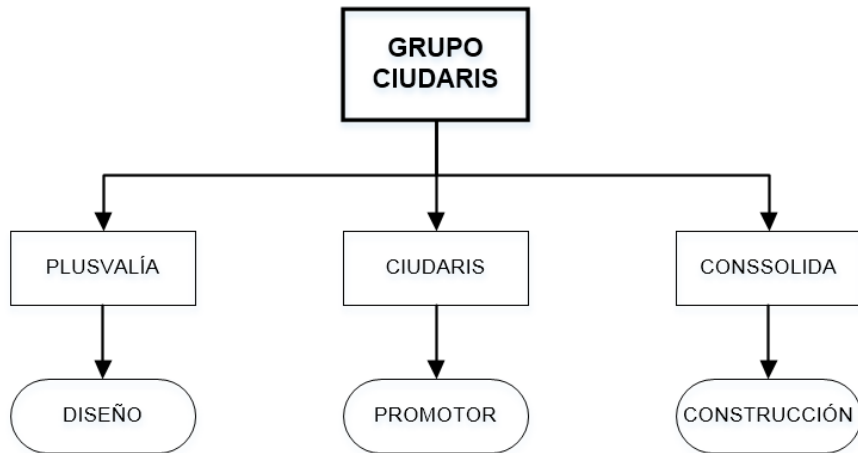 GRUPO
CIUDARIS
PLUSVALÍA
CIUDARIS
CONSSOLIDA
DISEÑO
PROMOTOR
CONSTRUCCIÓN